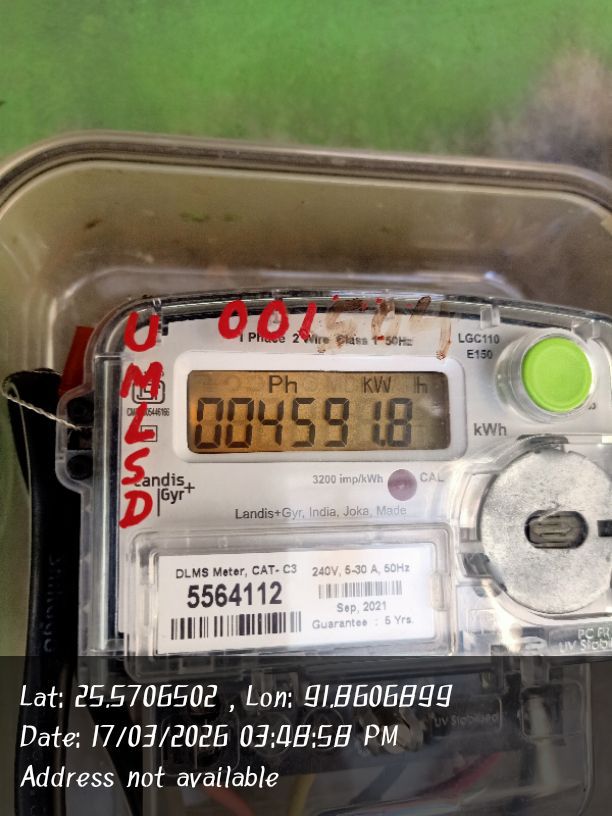 UMLSD
001
1 Phase 2 Wire Class 1 50Hz
LGC110
E150
Ph kW h
004591.8
kWh
Landis
Gyr+
3200 imp/kWh CAL
Landis+Gyr, India, Joka, Made
DLMS Meter, CAT- C3
5564112
240V, 5-30 A, 50Hz
Sep, 2021
Guarantee : 5 Yrs.
UV Stabilised
Lat: 25.5706502 , Lon: 91.8606899
Date: 17/03/2026 03:48:58 PM
Address not available